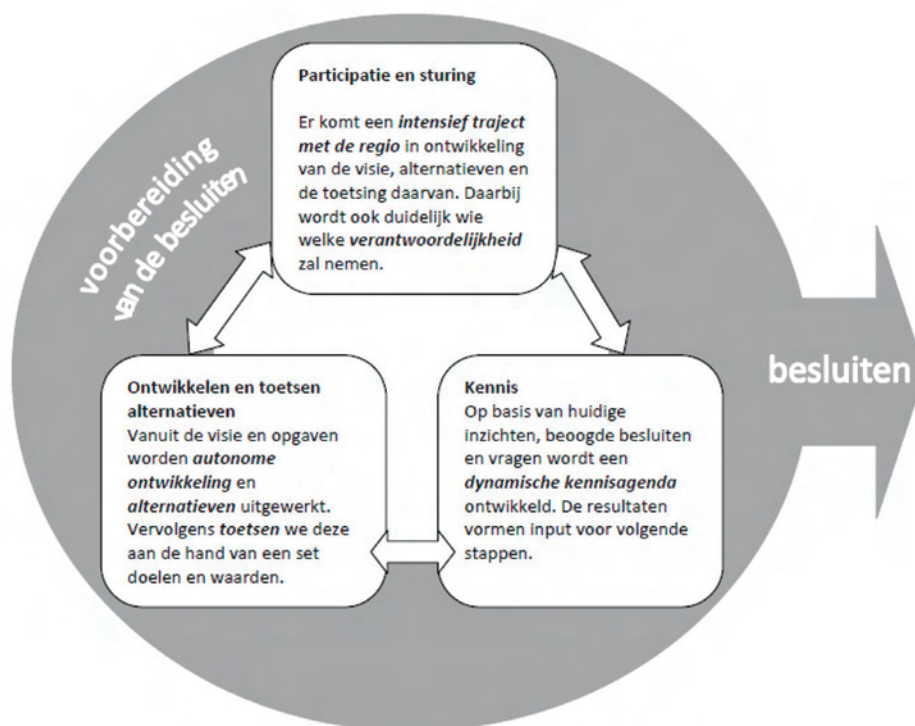 Participatie en sturing
Er komt een intensief traject
met de regio in ontwikkeling
van de visie, alternatieven en
de toetsing daarvan. Daarbij
wordt ook duidelijk wie
welke verantwoordelijkheid
zal nemen.
voorbereiding
van de besluiten
Ontwikkelen en toetsen
alternatieven
Vanuit de visie en opgaven
worden autonome
ontwikkeling en
alternatieven uitgewerkt.
Vervolgens toetsen we deze
aan de hand van een set
doelen en waarden.
Kennis
Op basis van huidige
inzichten, beoogde besluiten
en vragen wordt een
dynamische kennisagenda
ontwikkeld. De resultaten
vormen input voor volgende
stappen.
besluiten